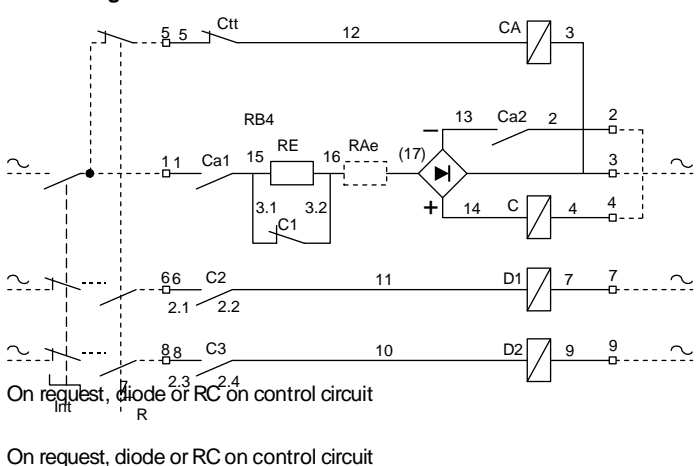 Ctt
CA
5 5
12
3
RB4
13 Ca2 2
2
RE
RAe
1 1
Ca1
15
16
(17)
–
3
3.1
3.2
C1
+
14
C
4
4
6 6
C2
11
D1
7
7
2.1
2.2
8 8
C3
10
D2
9
9
2.3
2.4
On request, diode or RC on control circuit
Int
R
On request, diode or RC on control circuit